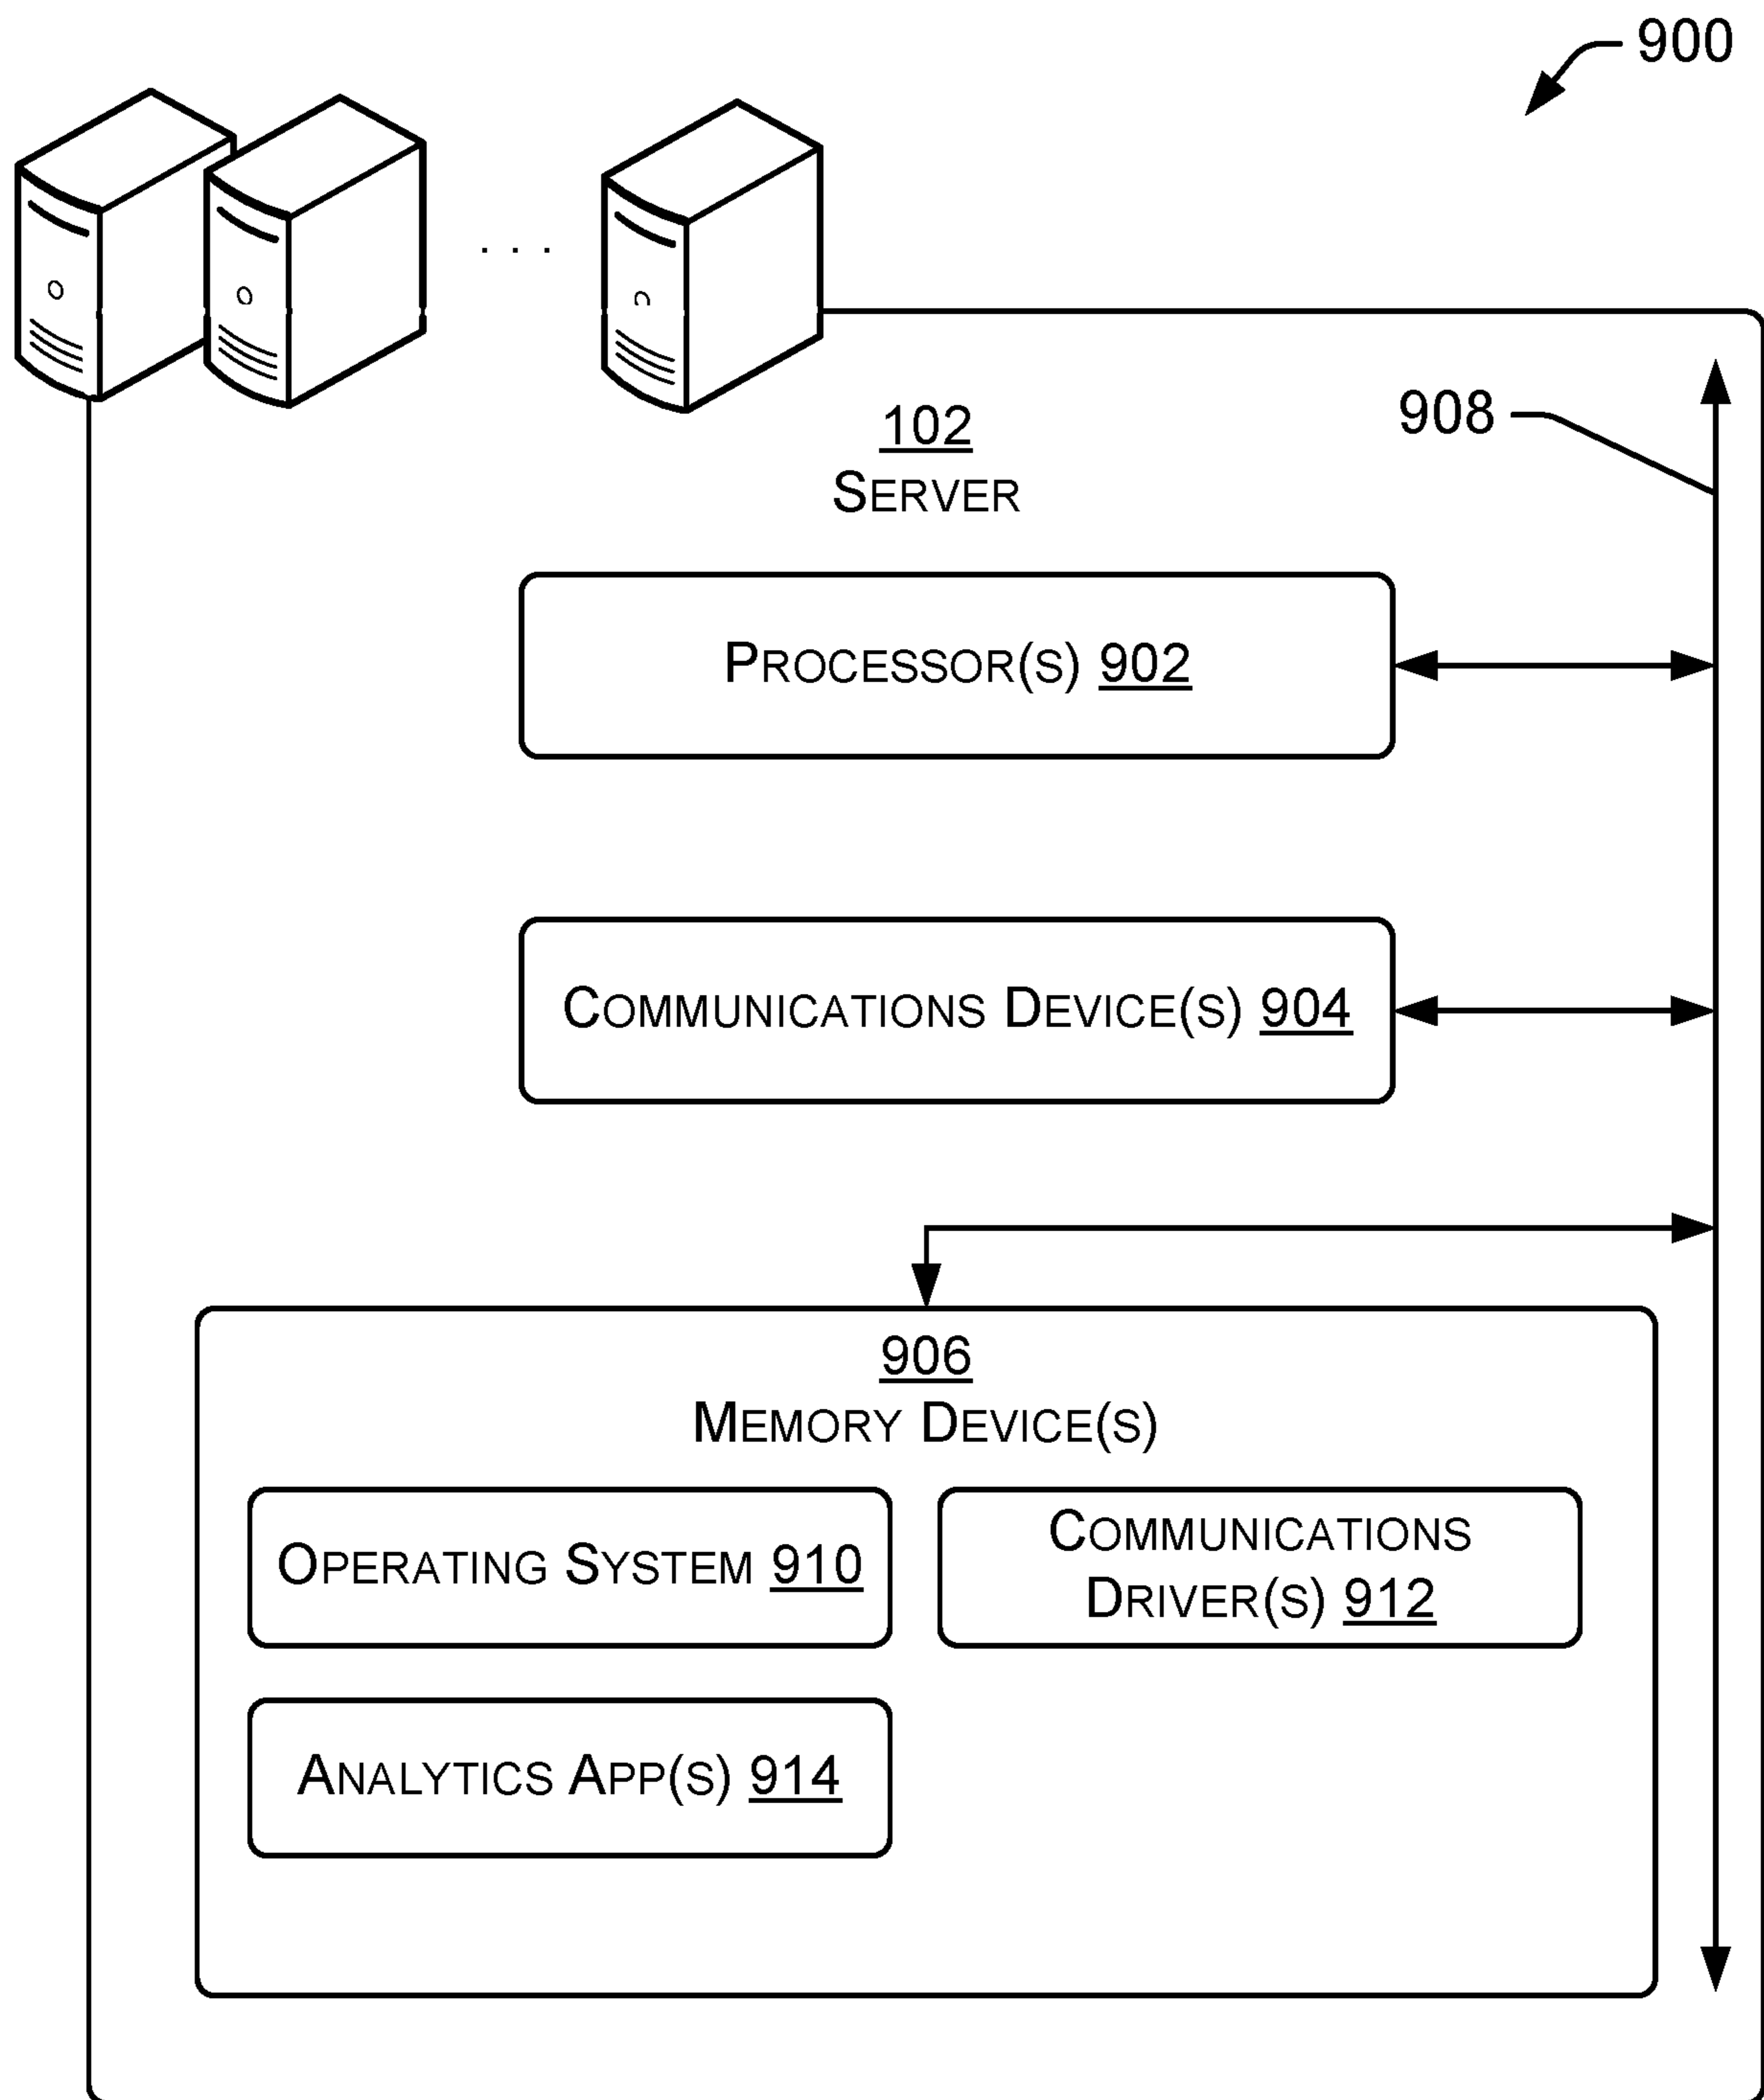 900
. . .
102
SERVER
908
PROCESSOR(S) 902
COMMUNICATIONS DEVICE(S) 904
906
MEMORY DEVICE(S)
OPERATING SYSTEM 910
COMMUNICATIONS
DRIVER(S) 912
ANALYTICS APP(S) 914